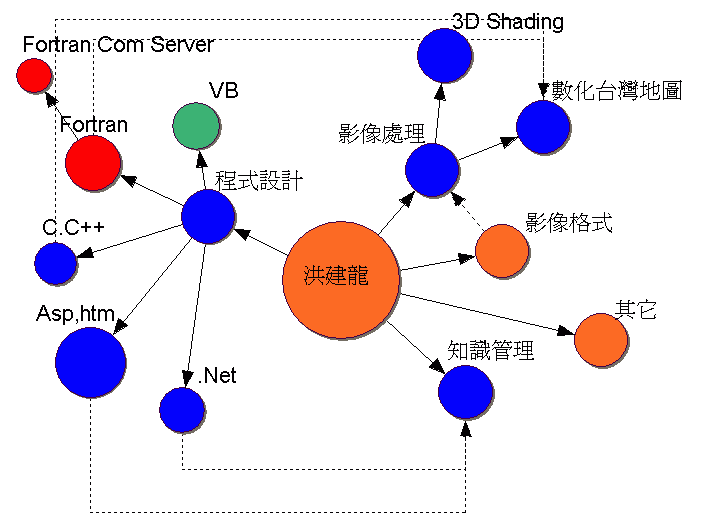 3D Shading
Fortran Com Server
VB
數化台灣地圖
Fortran
影像處理
程式設計
C.C++
影像格式
洪建龍
Asp,htm
其它
知識管理
.Net